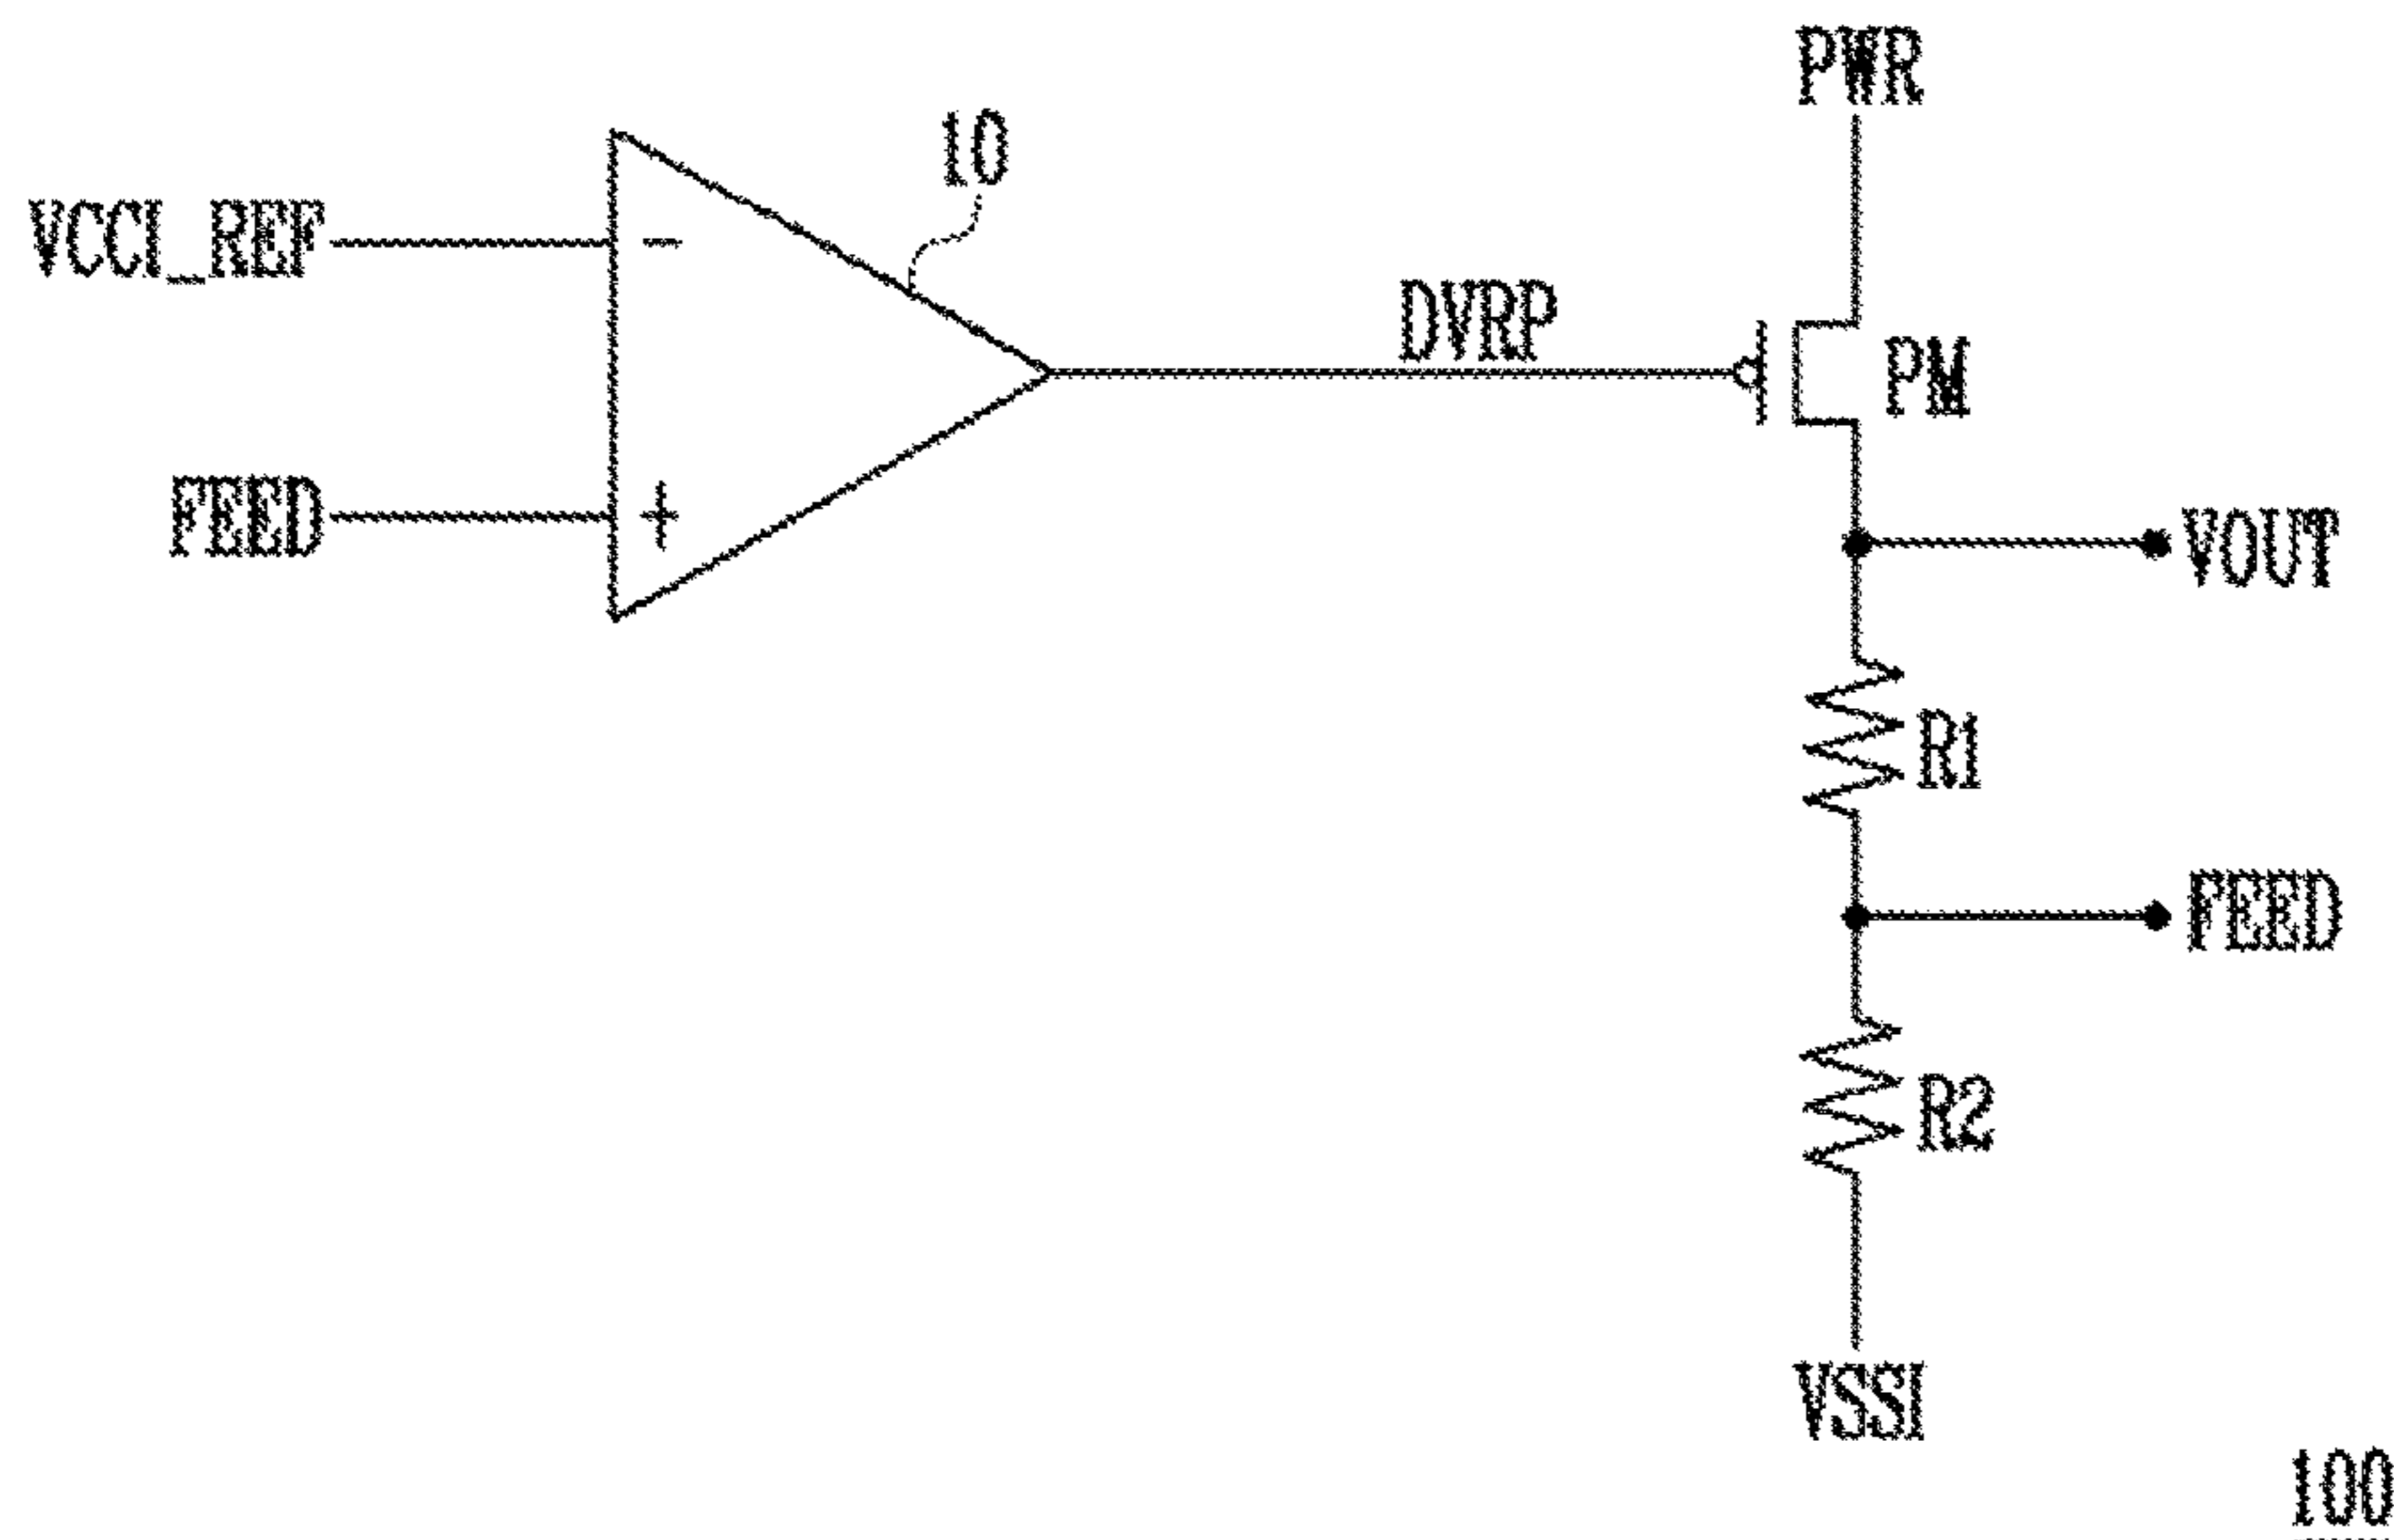 PWR
10
VCCI_REF
-
DVRP
PM
FEED
+
VOUT
R1
FEED
R2
VSSI
100